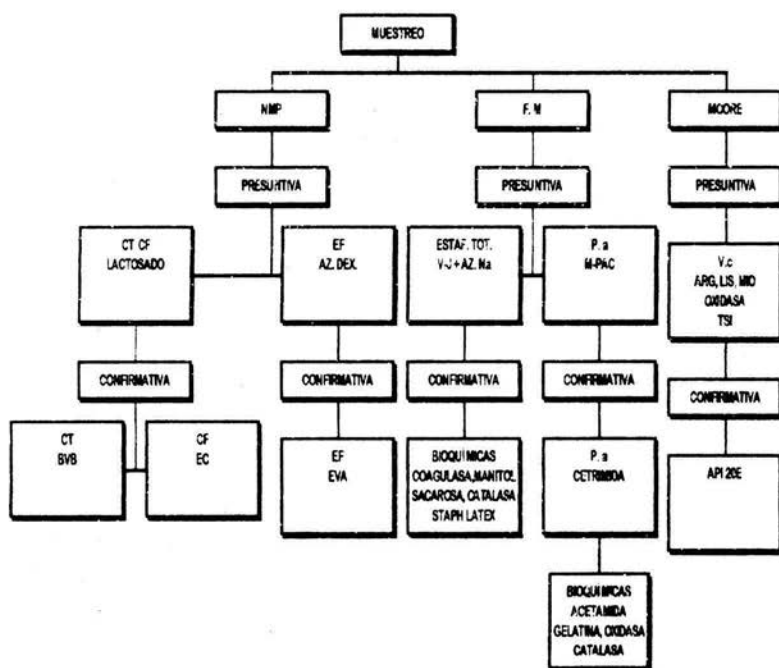 MUESTREO
NMP
F. M
MOORE
PRESUNTIVA
PRESUNTIVA
PRESUNTIVA
CT CF
LACTOSADO
EF
AZ. DEX.
ESTAF. TOT.
V-J + AZ. Na
P. a
M-PAC
V.c
ARG, LIS, MIO
OXIDASA
TSI
CONFIRMATIVA
CONFIRMATIVA
CONFIRMATIVA
CONFIRMATIVA
CONFIRMATIVA
CT
BVB
CF
EC
EF
EVA
BIOQUIMICAS
COAGULASA, MANITOL,
SACAROSA, CATALASA
STAPH LATEX
P. a
CETRIMIDA
API 20E
BIOQUIMICAS
ACETAMIDA
GELATINA, OXIDASA
CATALASA